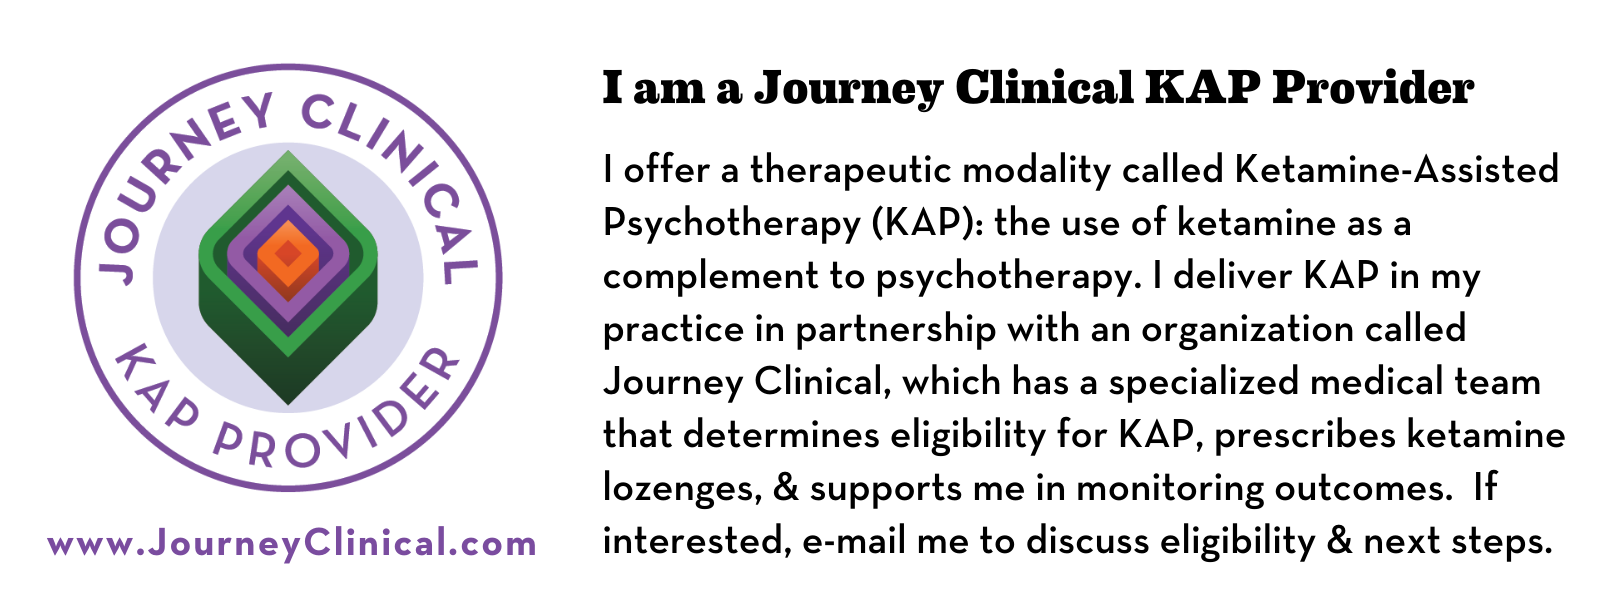 JOURNEY CLINICAL
KAP PROVIDER
www.JourneyClinical.com
I am a Journey Clinical KAP Provider
I offer a therapeutic modality called Ketamine-Assisted
Psychotherapy (KAP): the use of ketamine as a
complement to psychotherapy. I deliver KAP in my
practice in partnership with an organization called
Journey Clinical, which has a specialized medical team
that determines eligibility for KAP, prescribes ketamine
lozenges, & supports me in monitoring outcomes.  If
interested, e-mail me to discuss eligibility & next steps.